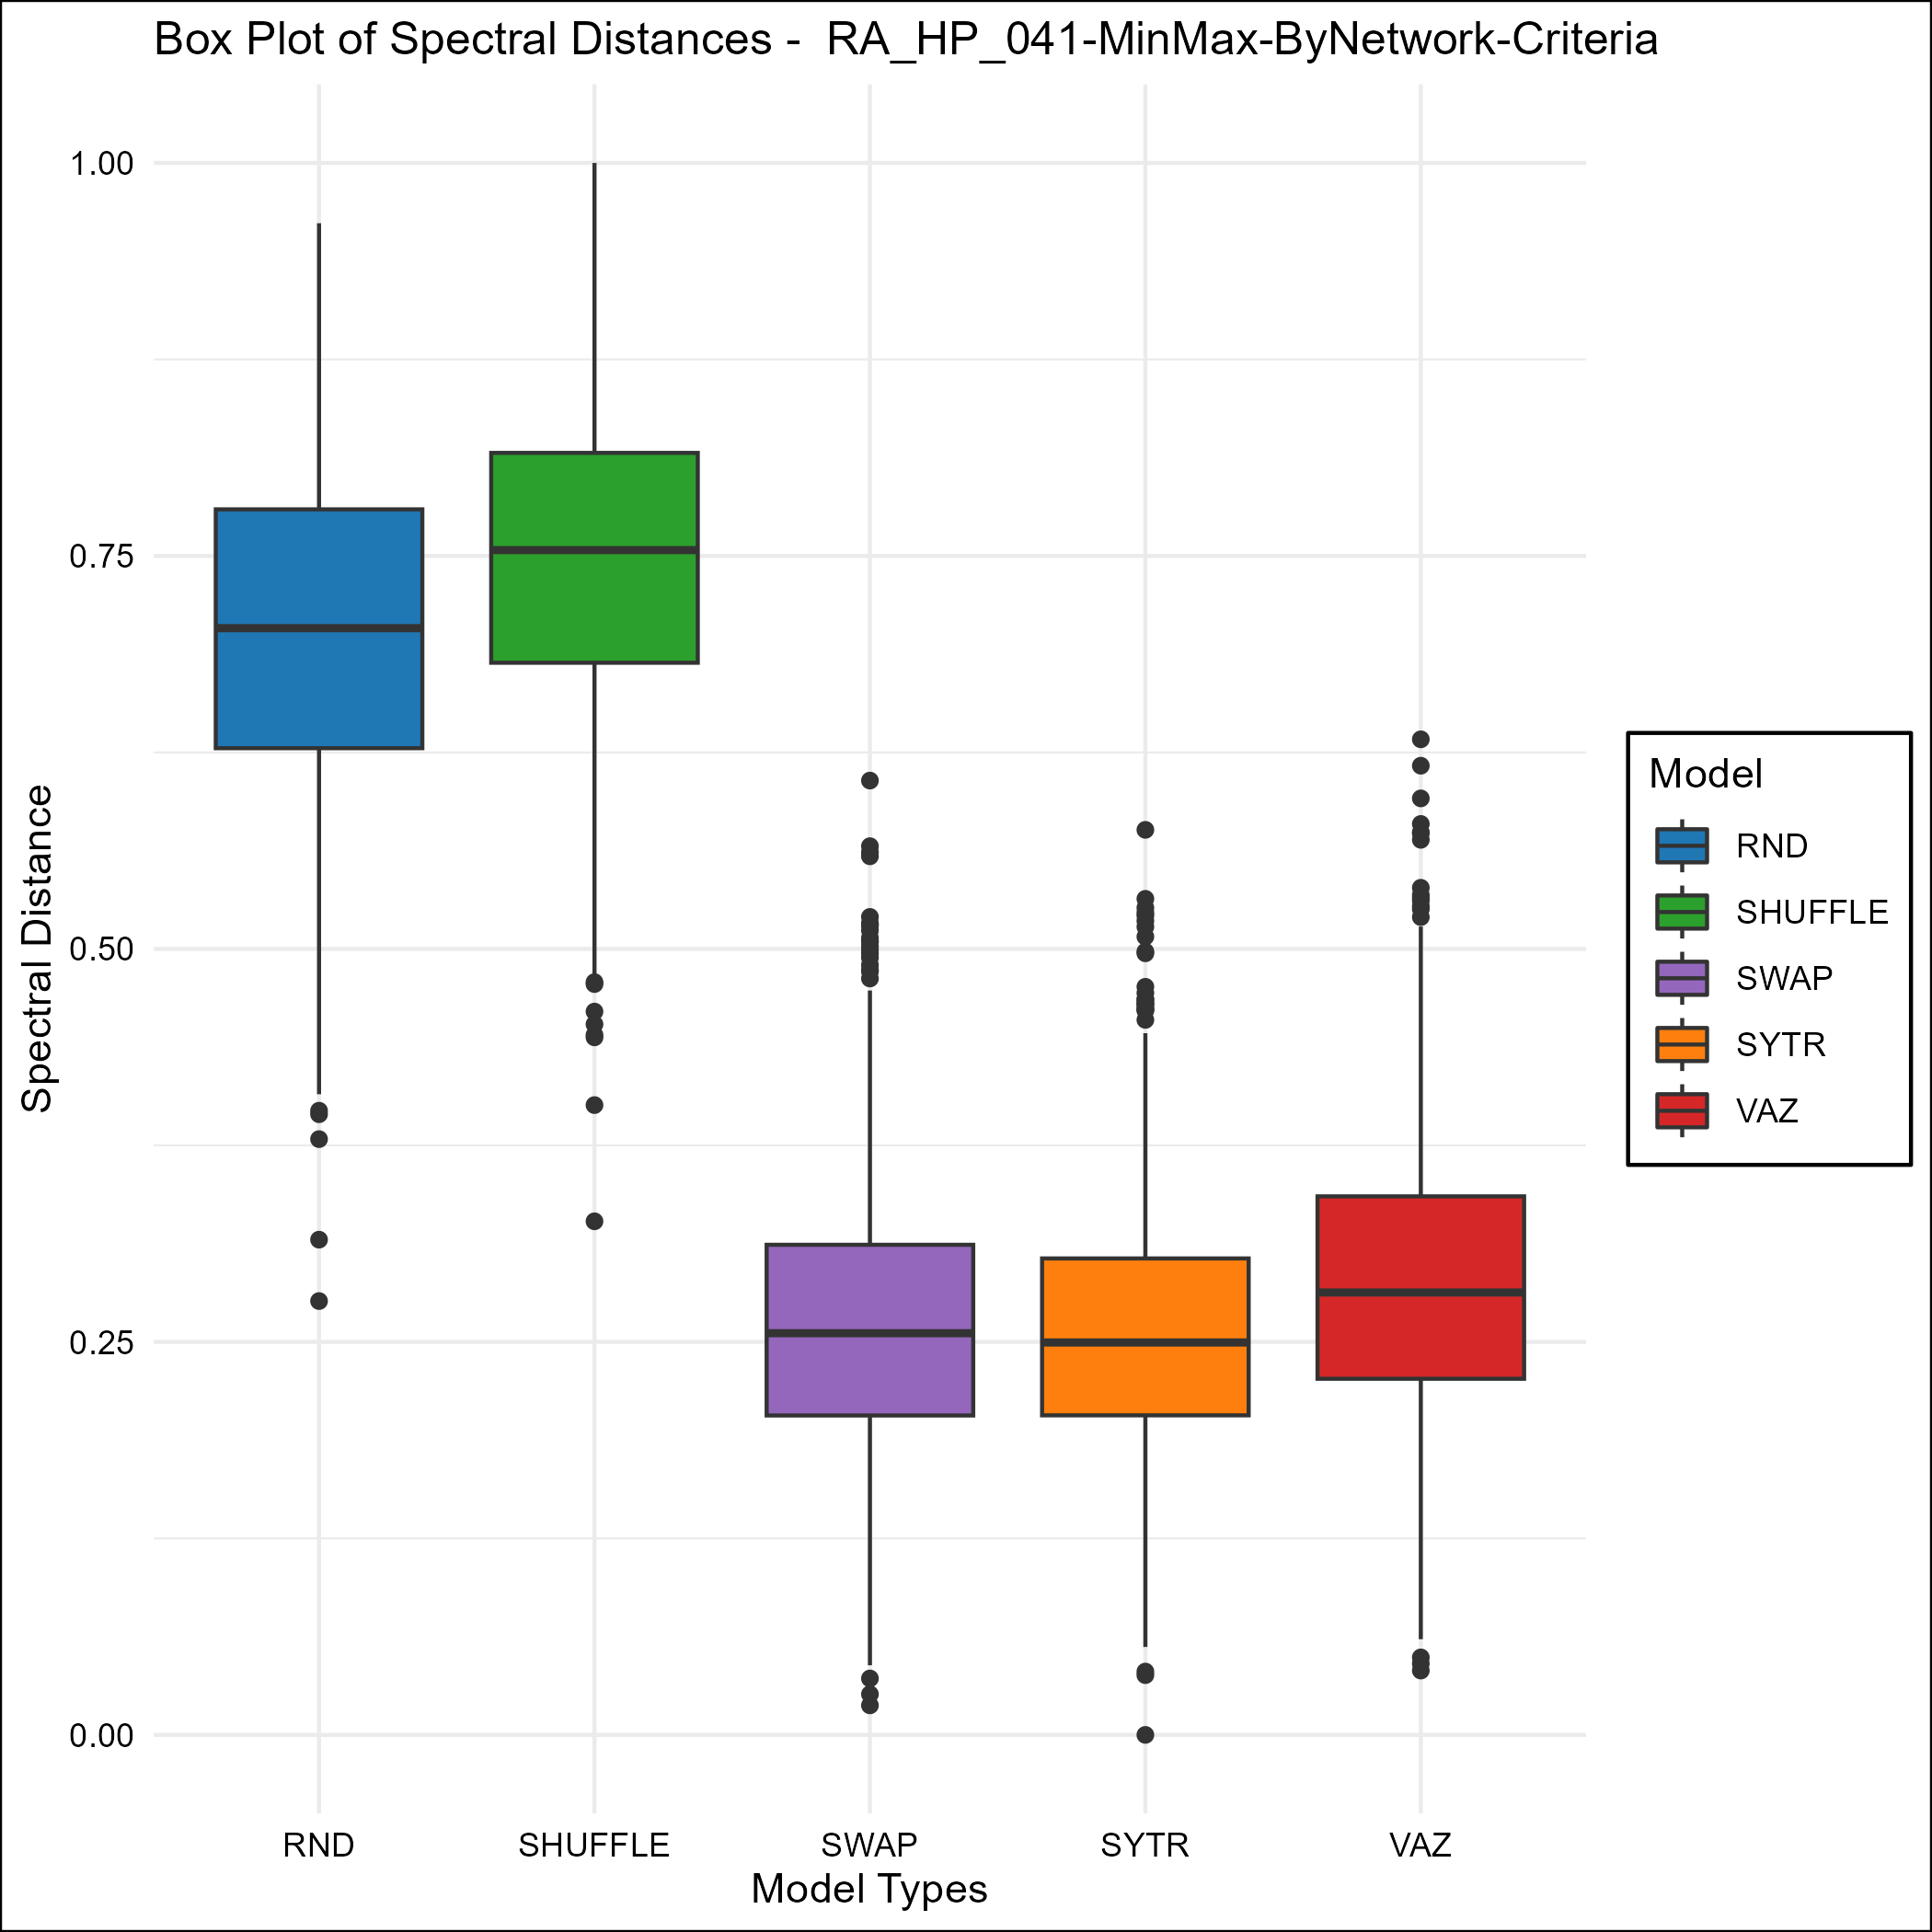 Box Plot of Spectral Distances -  RA_HP_041-MinMax-ByNetwork-Criteria
Spectral Distance
1.00
0.75
0.50
0.25
0.00
RND
SHUFFLE
SWAP
SYTR
VAZ
Model Types
Model
RND
SHUFFLE
SWAP
SYTR
VAZ